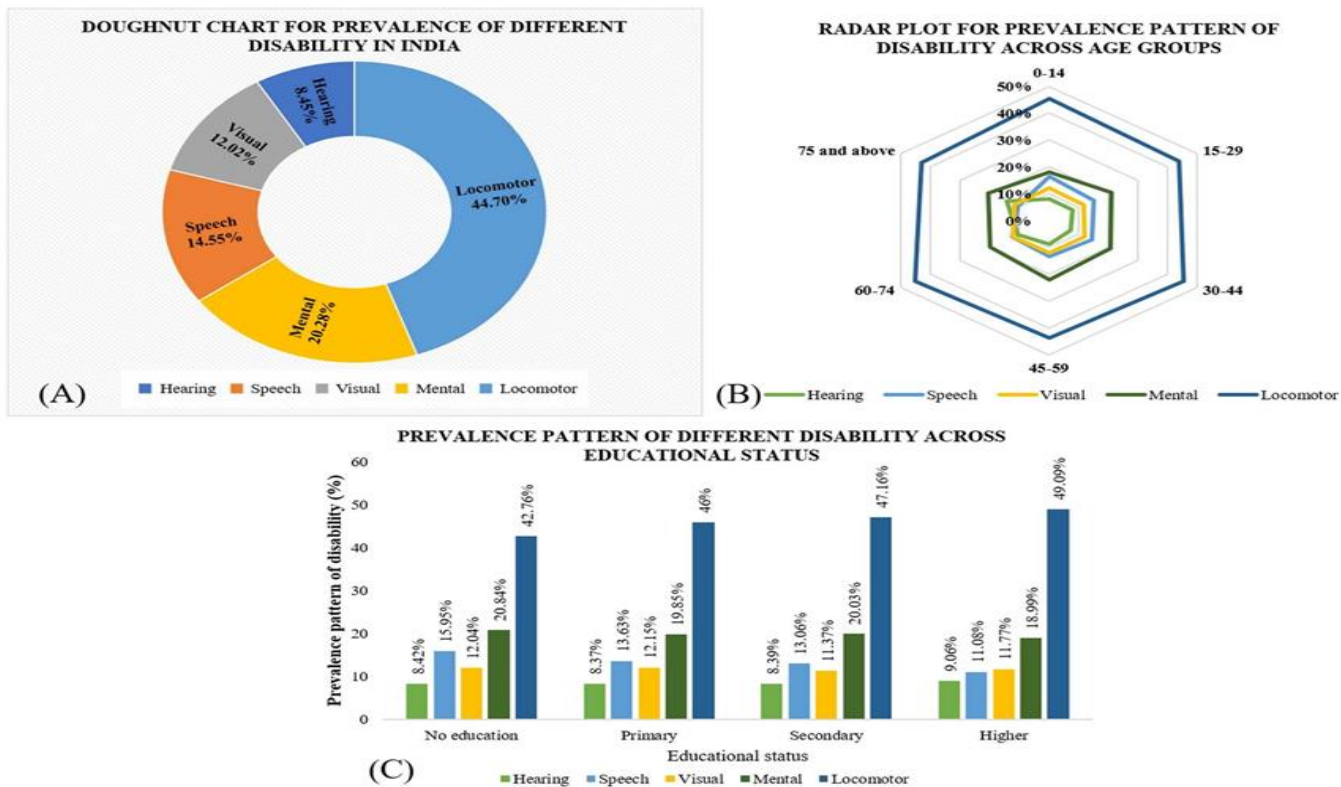 DOUGHNUT CHART FOR PREVALENCE OF DIFFERENT
DISABILITY IN INDIA
Hearing
8.45%
Visual
12.02%
Speech
14.55%
Mental
20.28%
Locomotor
44.70%
(A)
Hearing Speech Visual Mental Locomotor
RADAR PLOT FOR PREVALENCE PATTERN OF
DISABILITY ACROSS AGE GROUPS
0-14
50%
40%
30%
20%
10%
0%
15-29
30-44
45-59
60-74
75 and above
(B)
Hearing Speech Visual Mental Locomotor
PREVALENCE PATTERN OF DIFFERENT DISABILITY ACROSS
EDUCATIONAL STATUS
Prevalence pattern of disability (%)
60
50
40
30
20
10
0
8.42%
15.95%
12.04%
20.84%
42.76%
8.37%
13.63%
12.15%
19.85%
46%
8.39%
13.06%
11.37%
20.03%
47.16%
9.06%
11.08%
11.77%
18.99%
49.09%
No education Primary Secondary Higher
Educational status
(C)
Hearing Speech Visual Mental Locomotor